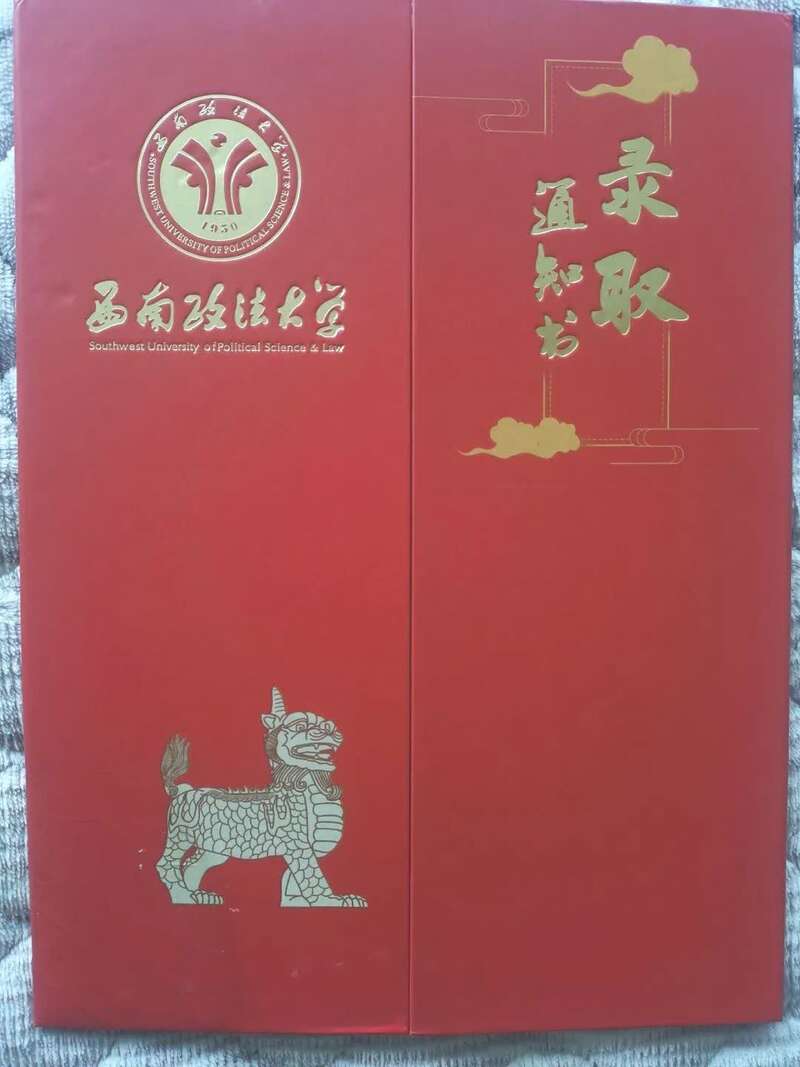 西南政法大学
SOUTHWEST UNIVERSITY OF POLITICAL SCIENCE & LAW
1950
西南政法大学
Southwest University of Political Science & Law
录取
通知书